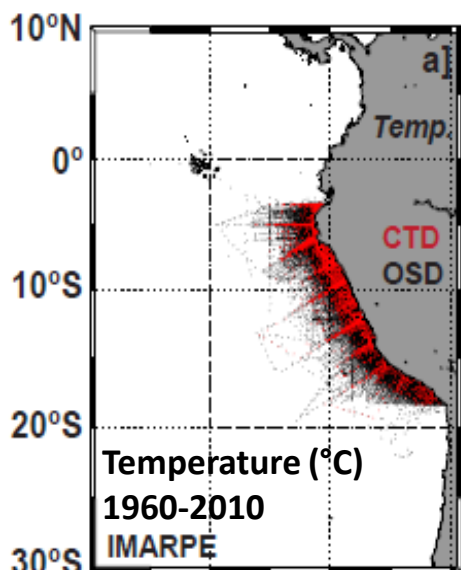 10°N
a]
Temp.
0°
CTD
OSD
10°S
20°S
Temperature (°C)
1960-2010
IMARPE
30°S